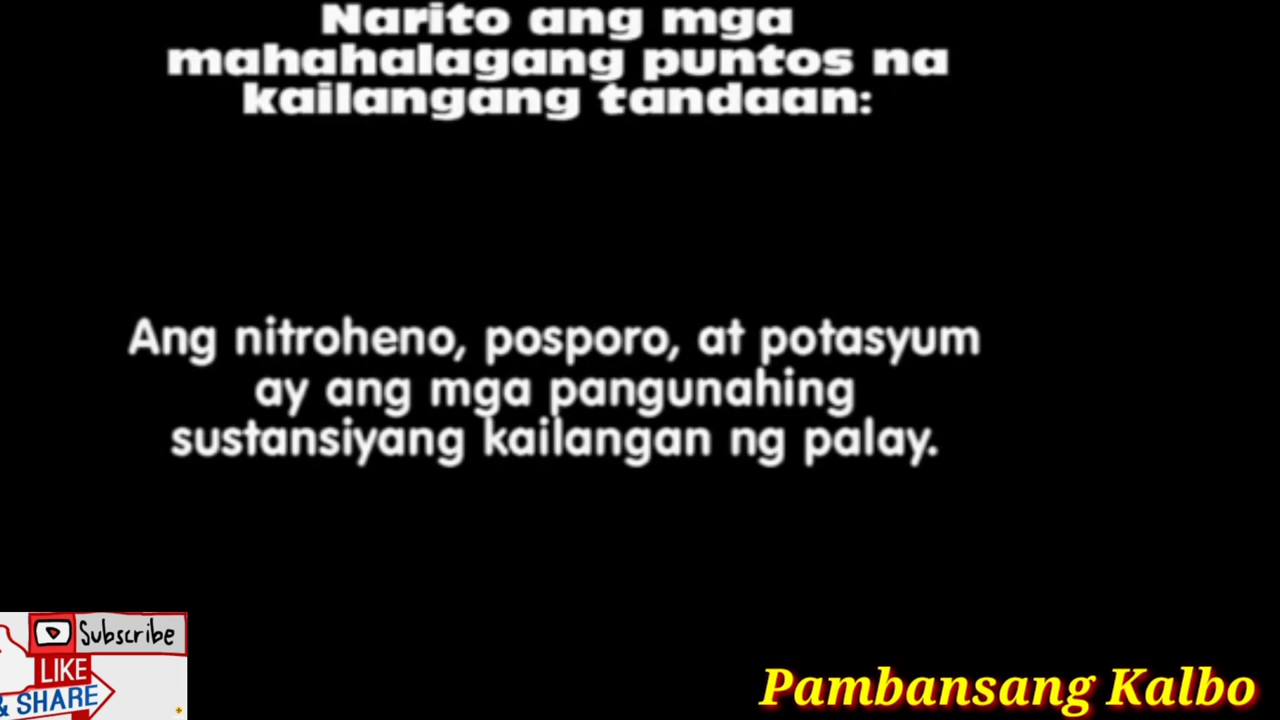 Narito ang mga
mahahalagang puntos na
kailangang tandaan:
Ang nitroheno, posporo, at potasyum
ay ang mga pangunahing
sustansiyang kailangan ng palay.
Subscribe
LIKE
& SHARE
Pambansang Kalbo